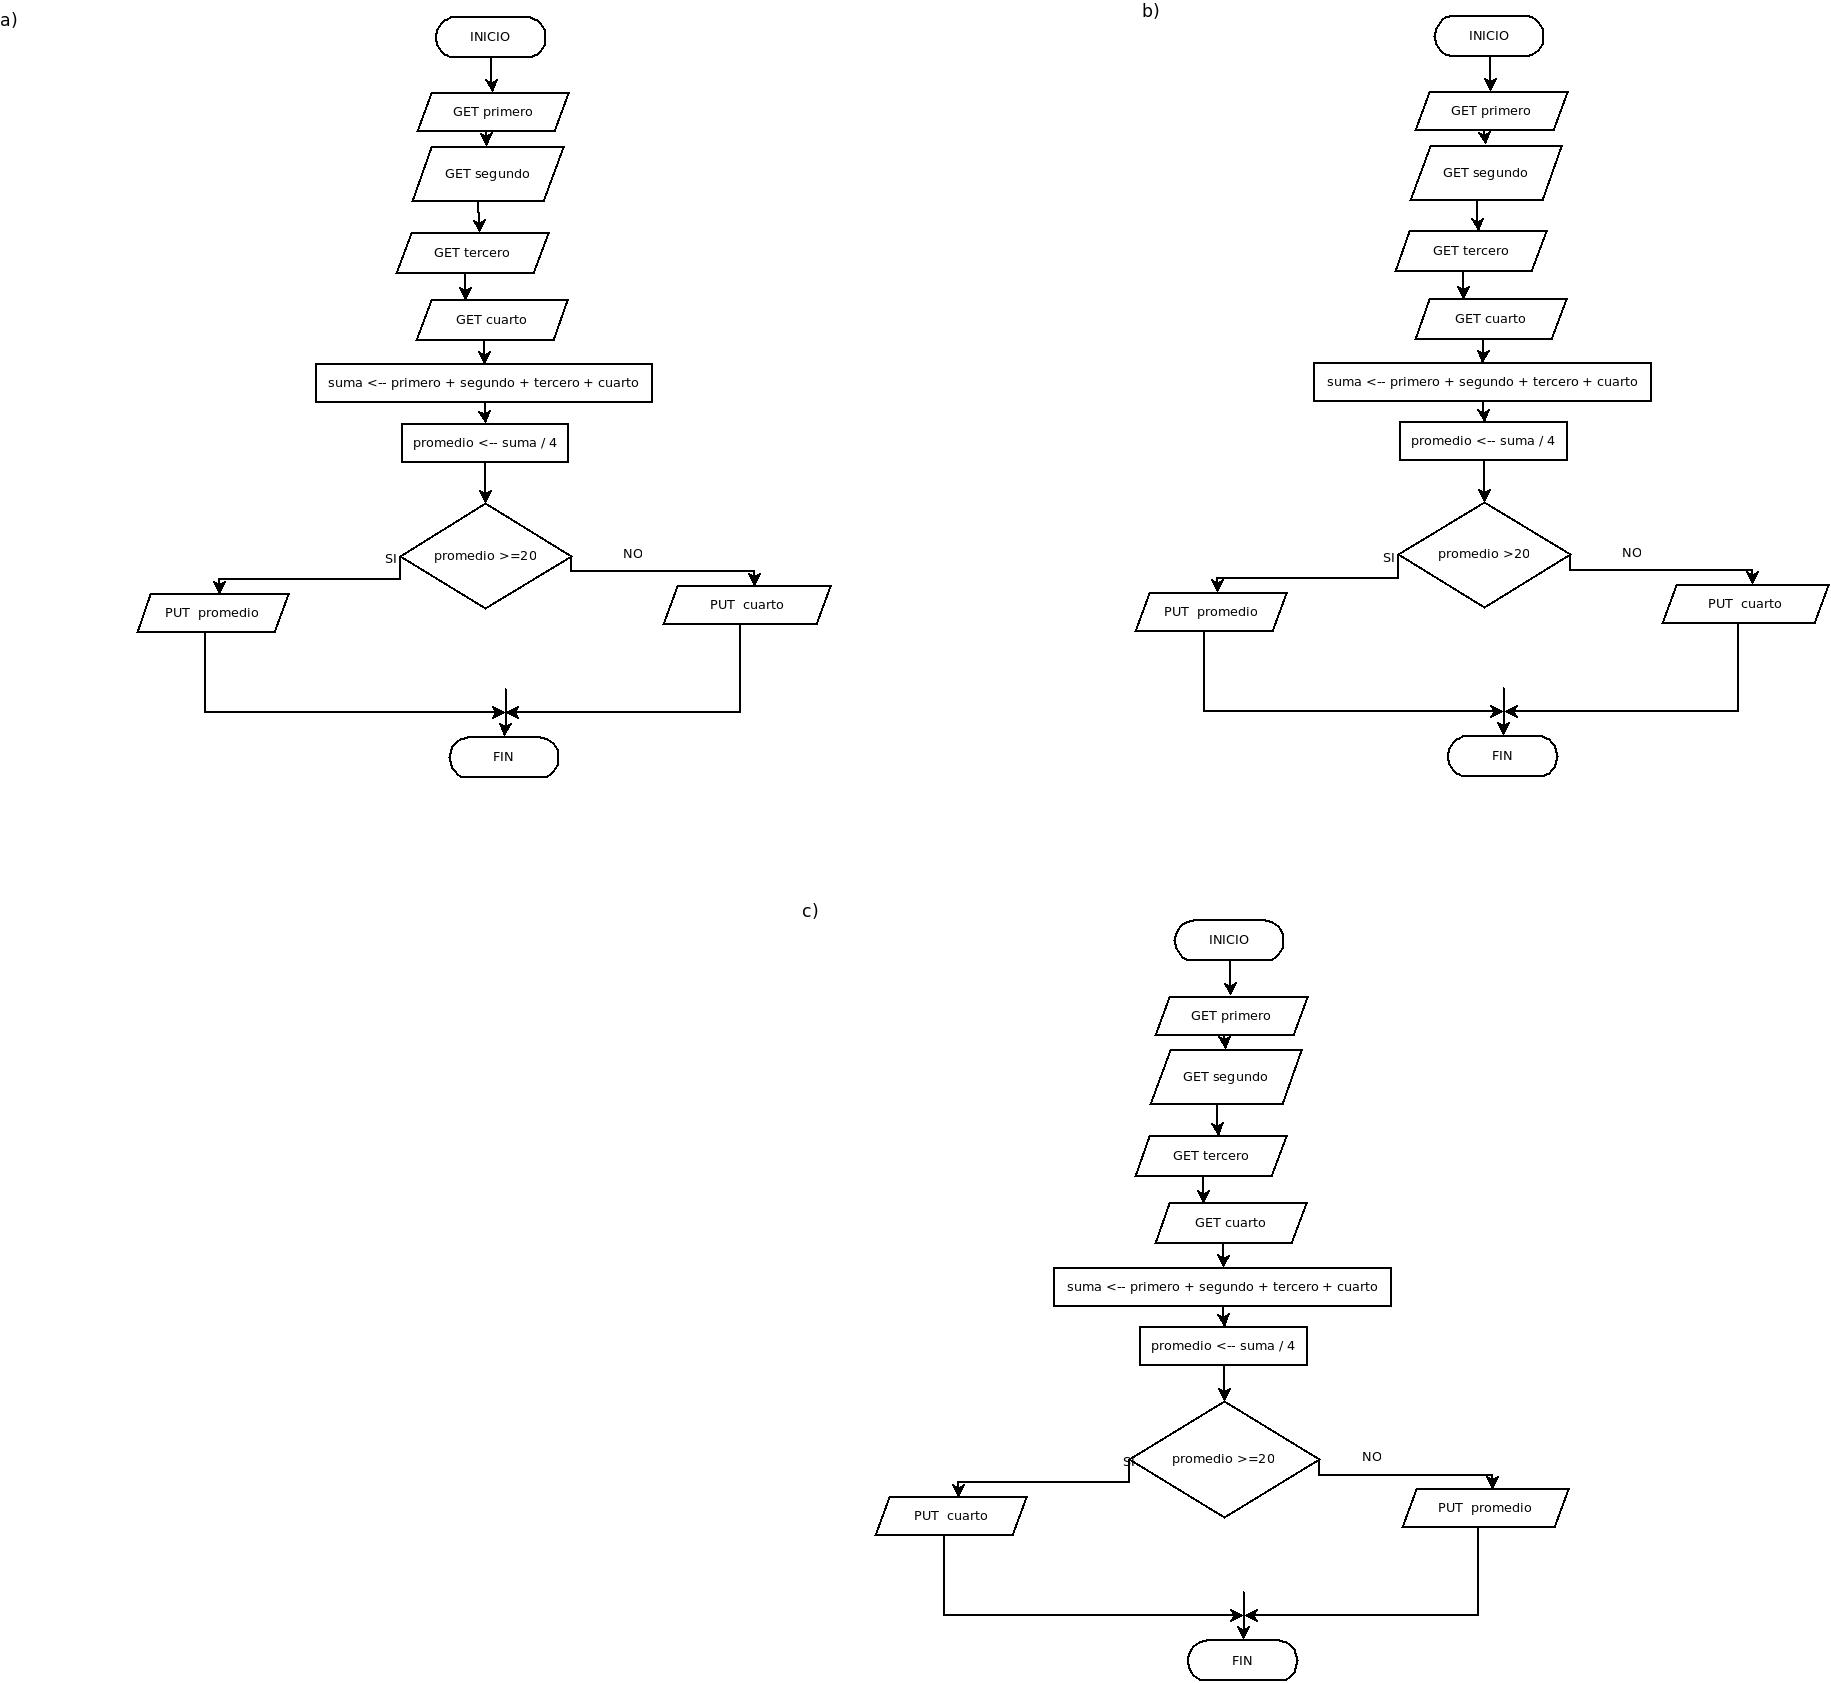 a)
INICIO
GET primero
GET segundo
GET tercero
GET cuarto
suma <-- primero + segundo + tercero + cuarto
promedio <-- suma / 4
promedio >=20
SI
NO
PUT promedio
PUT cuarto
FIN
b)
INICIO
GET primero
GET segundo
GET tercero
GET cuarto
suma <-- primero + segundo + tercero + cuarto
promedio <-- suma / 4
promedio >20
SI
NO
PUT promedio
PUT cuarto
FIN
c)
INICIO
GET primero
GET segundo
GET tercero
GET cuarto
suma <-- primero + segundo + tercero + cuarto
promedio <-- suma / 4
promedio >=20
SI
NO
PUT cuarto
PUT promedio
FIN